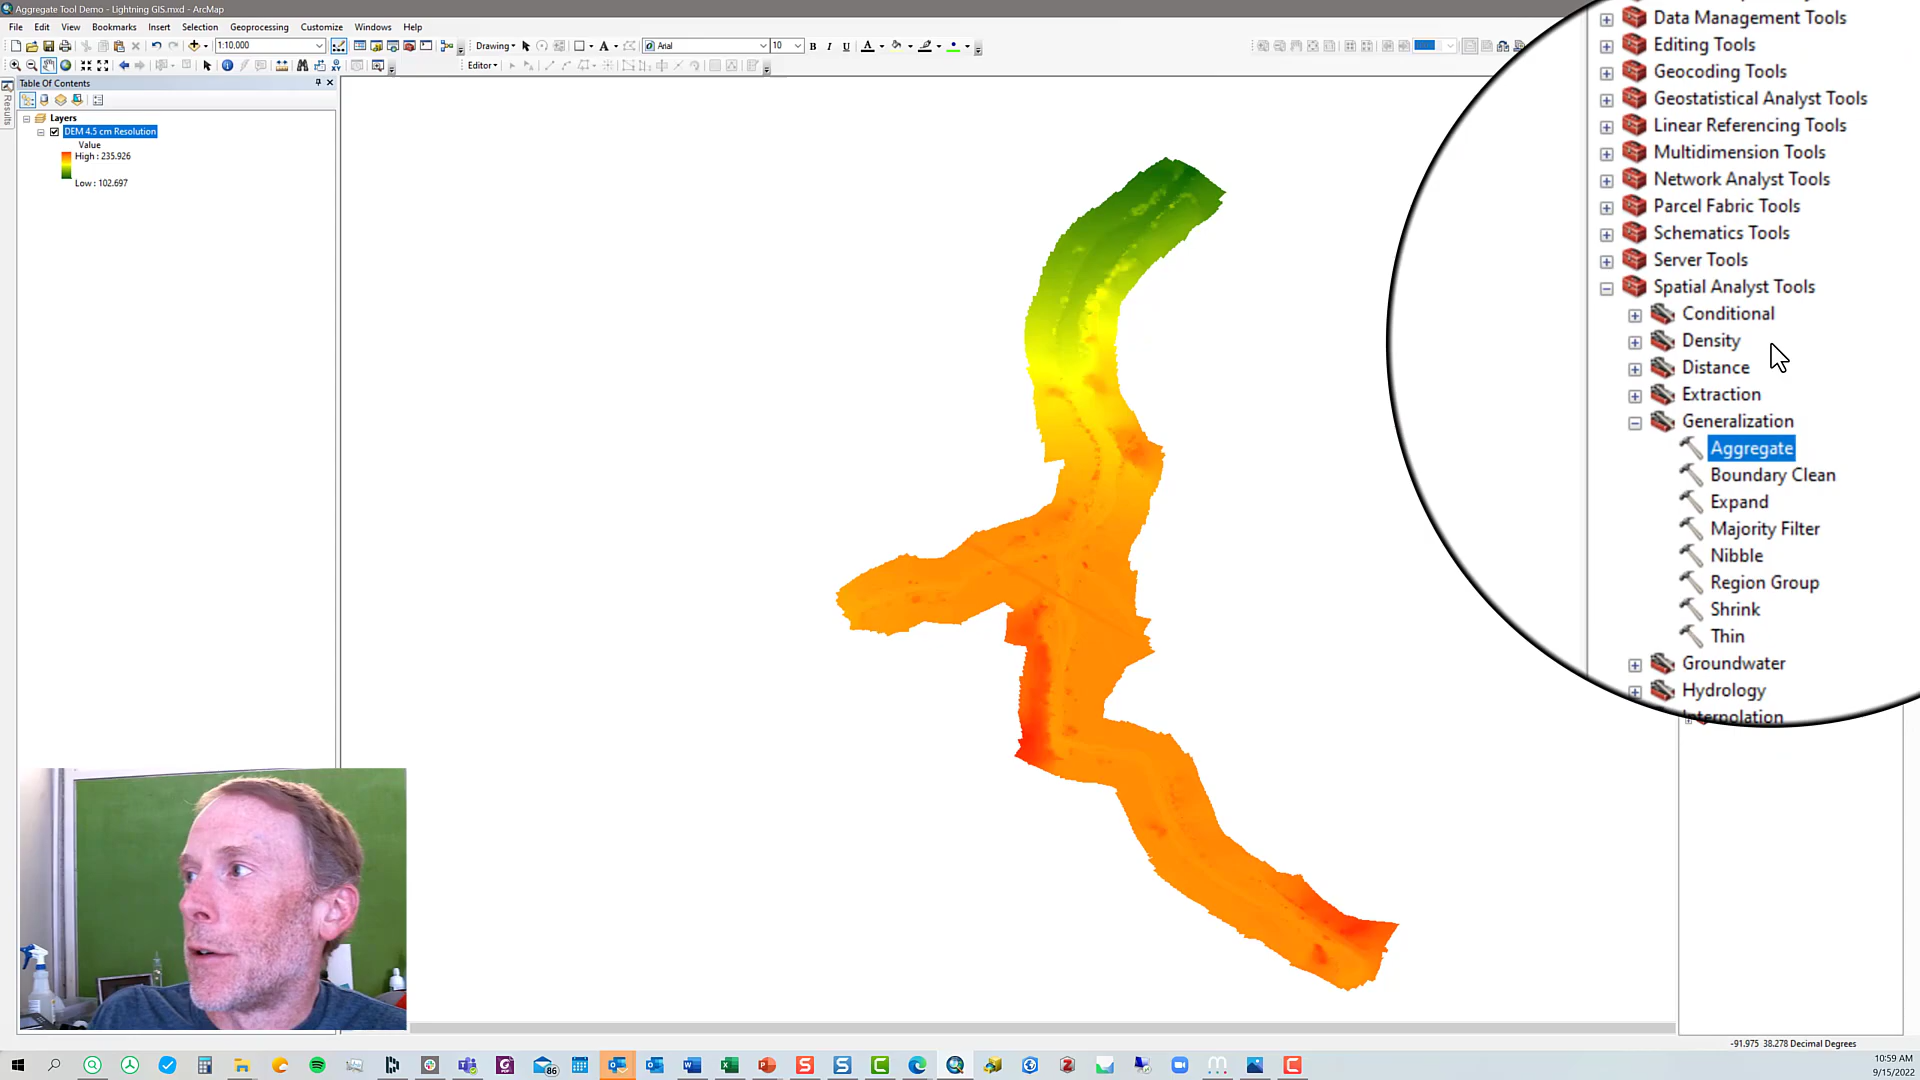 Aggregate Tool Demo - Lightning GIS.mxd - ArcMap
File Edit View Bookmarks Insert Selection Geoprocessing Customize Windows Help
1:10,000
Drawing
Arial
10
B I U A
Editor
Table Of Contents
Results
Layers
DEM 4.5 cm Resolution
Value
High : 235.926
Low : 102.697
Data Management Tools
Editing Tools
Geocoding Tools
Geostatistical Analyst Tools
Linear Referencing Tools
Multidimension Tools
Network Analyst Tools
Parcel Fabric Tools
Schematics Tools
Server Tools
Spatial Analyst Tools
Conditional
Density
Distance
Extraction
Generalization
Aggregate
Boundary Clean
Expand
Majority Filter
Nibble
Region Group
Shrink
Thin
Groundwater
Hydrology
Interpolation
-91.975 38.278 Decimal Degrees
86
10:59 AM
9/15/2022